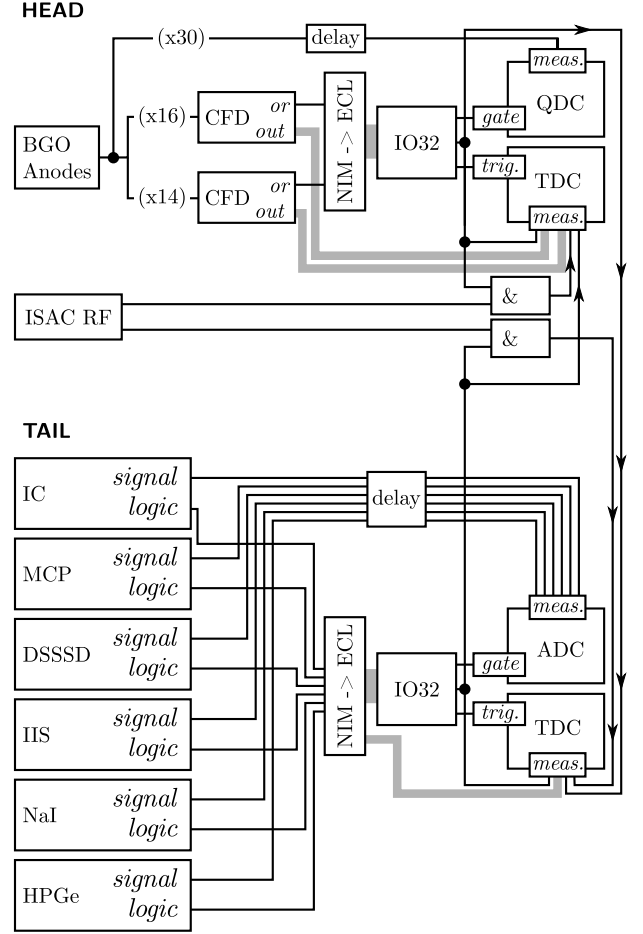 HEAD
(x30)
delay
meas.
QDC
gate
(x16)
CFD
or
out
NIM -> ECL
IO32
BGO
Anodes
trig.
TDC
meas.
(x14)
CFD
or
out
&
ISAC RF
&
TAIL
IC
signal
logic
delay
MCP
signal
logic
meas.
ADC
gate
DSSSD
signal
logic
NIM -> ECL
IO32
trig.
TDC
meas.
IIS
signal
logic
NaI
signal
logic
HPGe
signal
logic